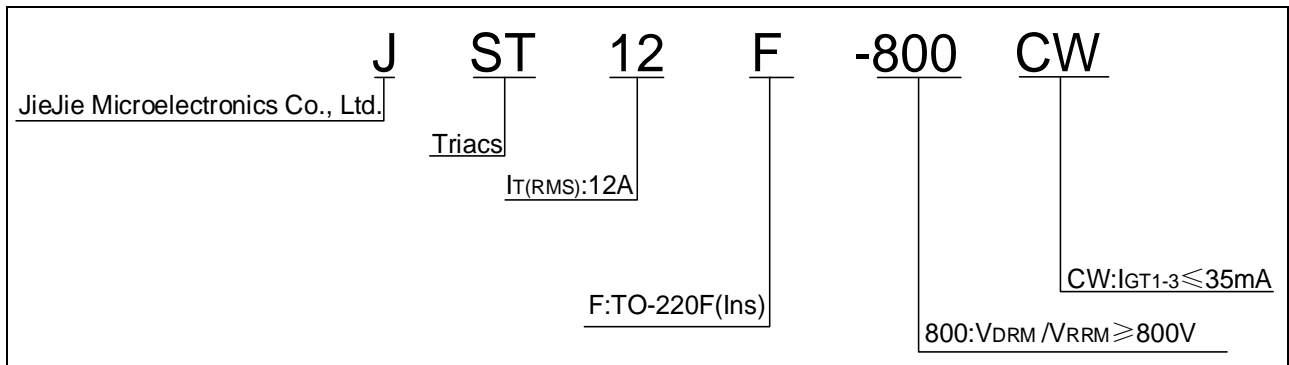 J ST 12 F -800 CW
JieJie Microelectronics Co., Ltd.
Triacs
IT(RMS):12A
CW:IGT1-3≤35mA
F:TO-220F(Ins)
800:VDRM /VRRM≥800V